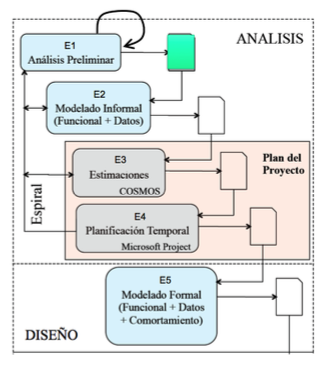 ANALISIS
E1
Análisis Preliminar
E2
Modelado Informal
(Funcional + Datos)
Plan del
Proyecto
E3
Estimaciones
COSMOS
E4
Planificación Temporal
Microsoft Project
Espiral
E5
Modelado Formal
(Funcional + Datos
+ Comortamiento)
DISEÑO